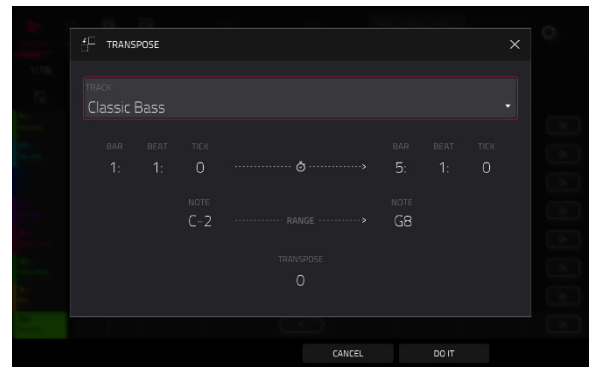 TRANSPOSE
TRACK
Classic Bass
BAR BEAT TICK BAR BEAT TICK
1: 1: 0 5: 1: 0
NOTE NOTE
C-2 RANGE G8
TRANSPOSE
0
CANCEL DO IT